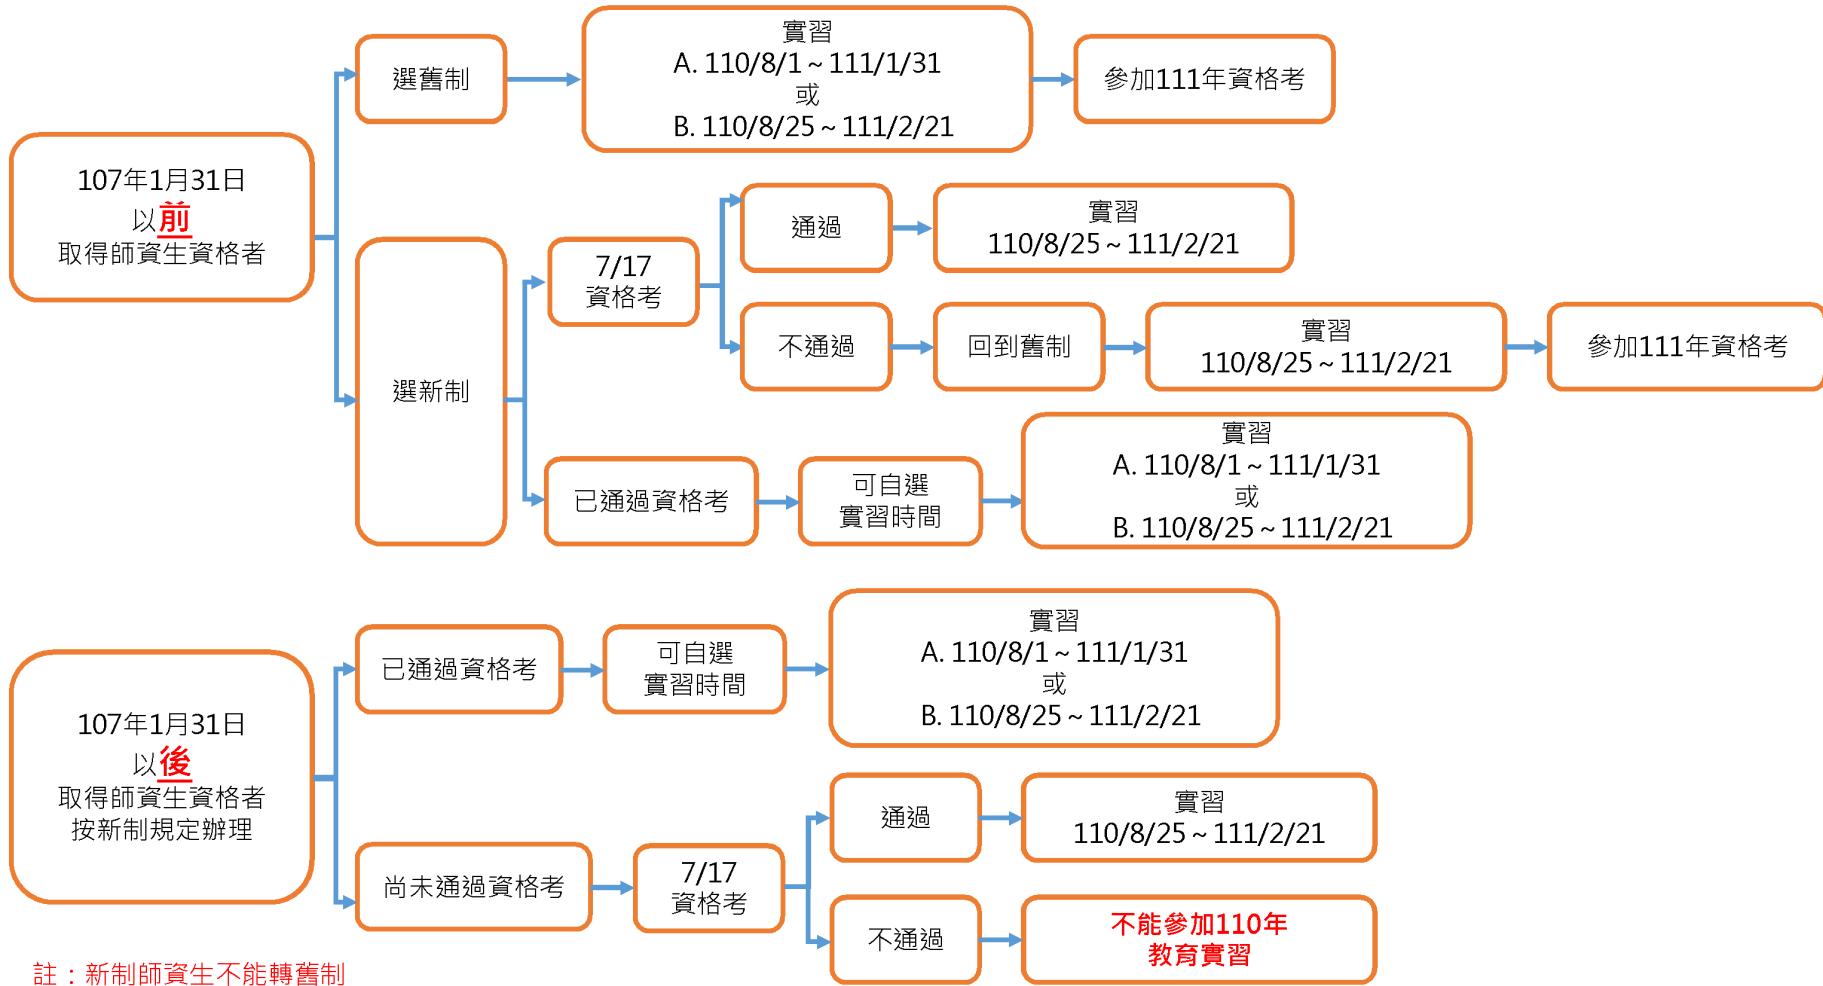 107年1月31日
以前
取得師資生資格者
選舊制
實習
A. 110/8/1~111/1/31
或
B. 110/8/25~111/2/21
參加111年資格考
選新制
7/17
資格考
通過
實習
110/8/25~111/2/21
不通過
回到舊制
實習
110/8/25~111/2/21
參加111年資格考
已通過資格考
可自選
實習時間
實習
A. 110/8/1~111/1/31
或
B. 110/8/25~111/2/21
107年1月31日
以後
取得師資生資格者
按新制規定辦理
已通過資格考
可自選
實習時間
實習
A. 110/8/1~111/1/31
或
B. 110/8/25~111/2/21
尚未通過資格考
7/17
資格考
通過
實習
110/8/25~111/2/21
不通過
不能參加110年
教育實習
註：新制師資生不能轉舊制